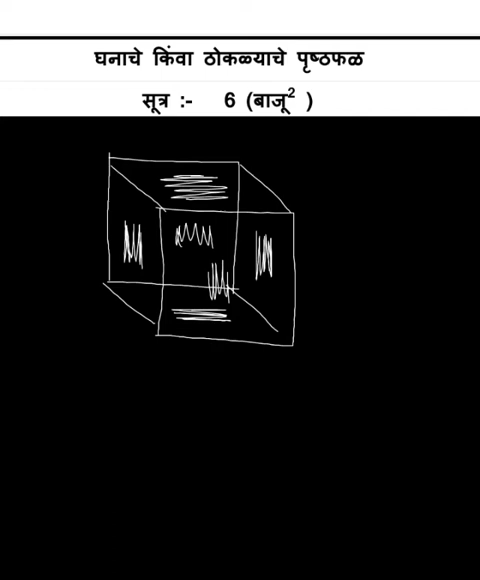 घनाचे किंवा ठोकळ्याचे पृष्ठफळ
सूत्र :- 6 (बाजू² )